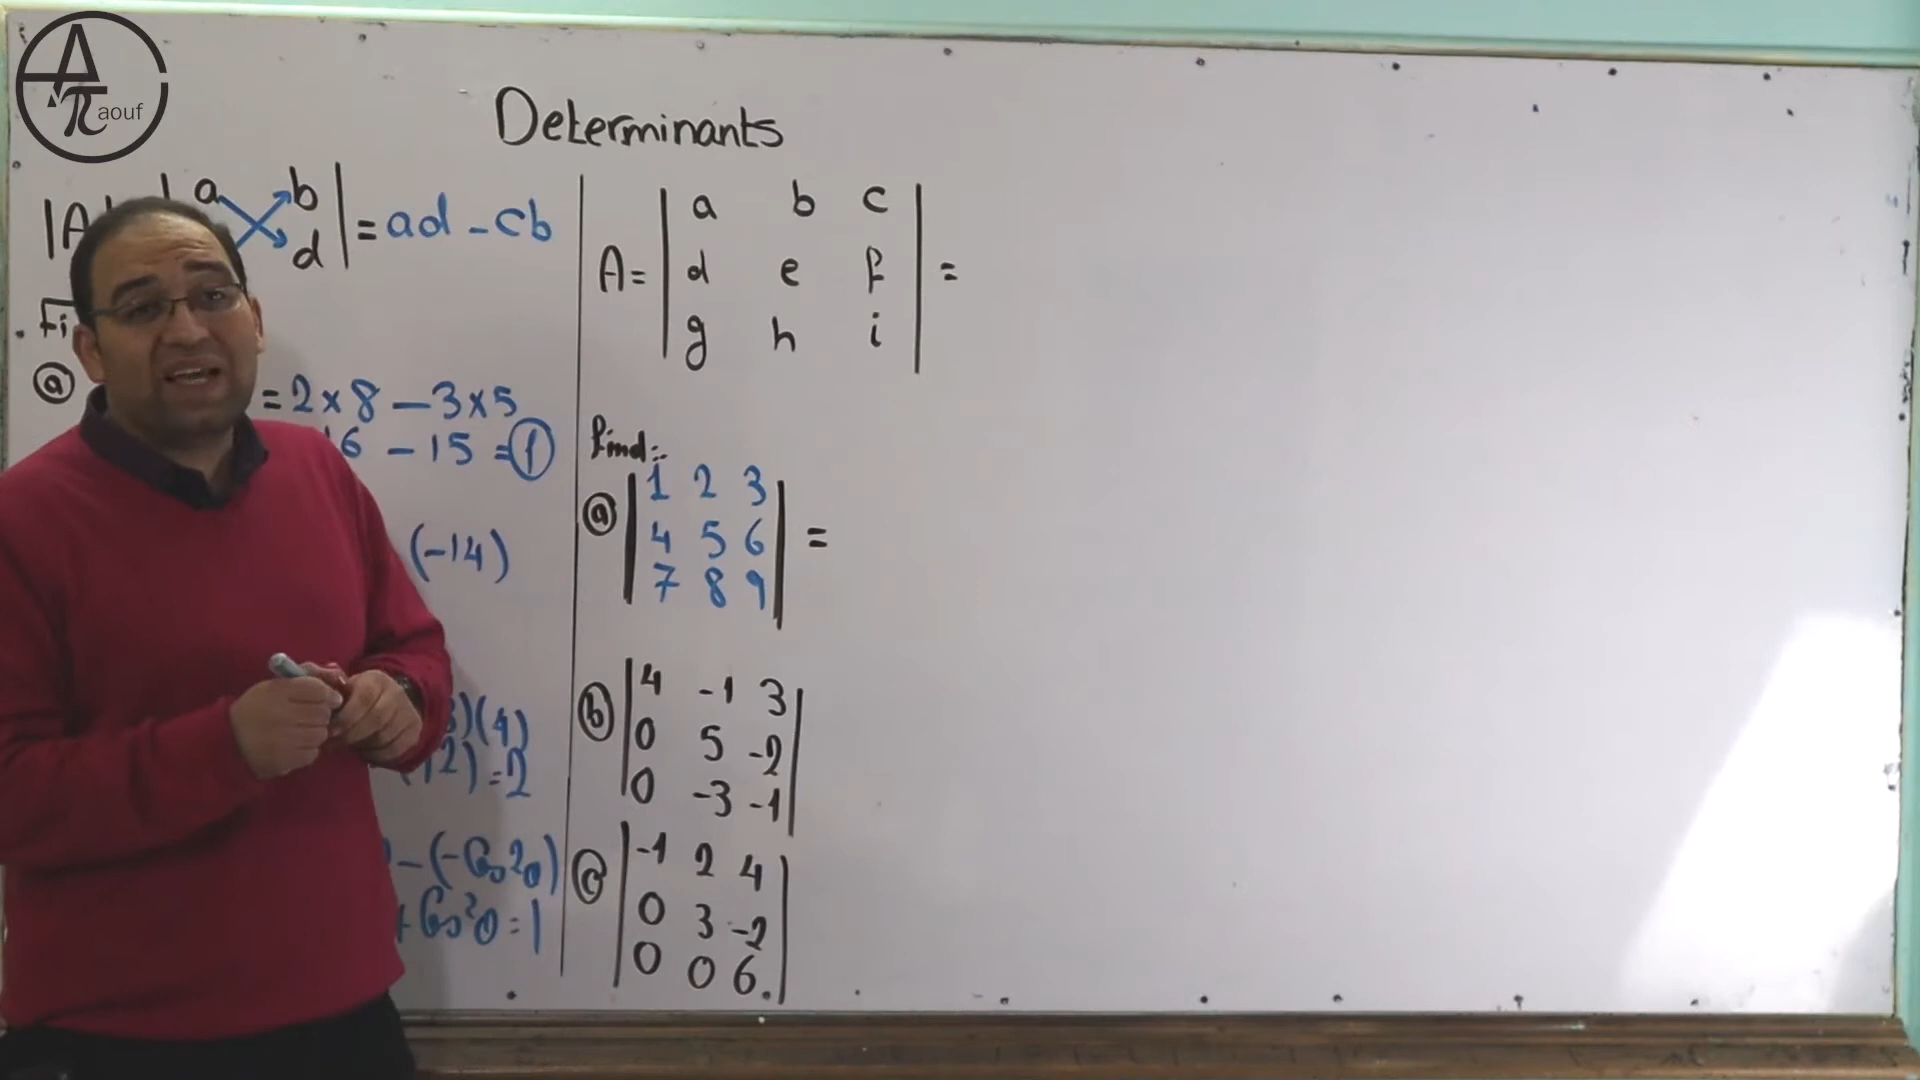 aouf
Determinants
|A a b | = ad - cb
d
Fi
@ = 2 × 8 - 3 × 5
16 - 15 = 1
(-14)
)(4)
12) = 2
- (-Cos²θ)
+ Cos²θ = 1
A = | a b c | =
d e f
g h i
find:-
@ | 1 2 3 | =
4 5 6
7 8 9
ⓑ | 4 -1 3 |
0 5 -2
0 -3 -1
ⓒ | -1 2 4 |
0 3 -2
0 0 6.